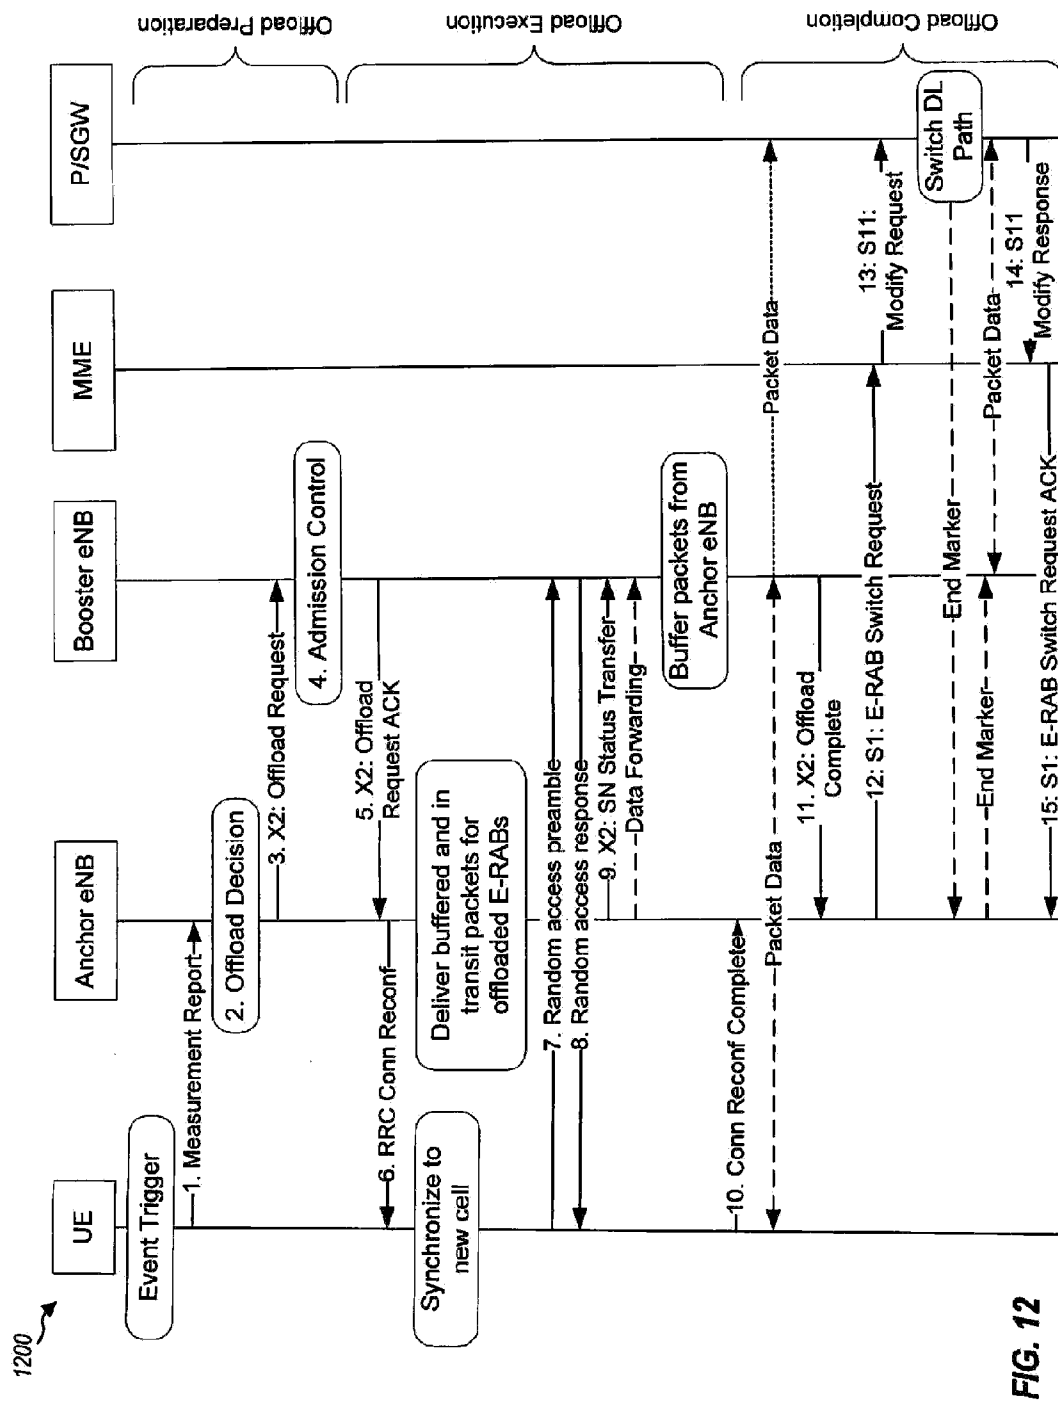 1200
UE
Anchor eNB
Booster eNB
MME
P/SGW
Event Trigger
1. Measurement Report
2. Offload Decision
3. X2: Offload Request
4. Admission Control
Offload Preparation
5. X2: Offload
Request ACK
6. RRC Conn Reconf
Synchronize to
new cell
Deliver buffered and in
transit packets for
offloaded E-RABs
7. Random access preamble
8. Random access response
9. X2: SN Status Transfer
Data Forwarding
Buffer packets from
Anchor eNB
Offload Execution
10. Conn Reconf Complete
Packet Data
Packet Data
11. X2: Offload
Complete
12: S1: E-RAB Switch Request
13: S11:
Modify Request
Switch DL
Path
End Marker
End Marker
Packet Data
14: S11
Modify Response
15: S1: E-RAB Switch Request ACK
Offload Completion
FIG. 12